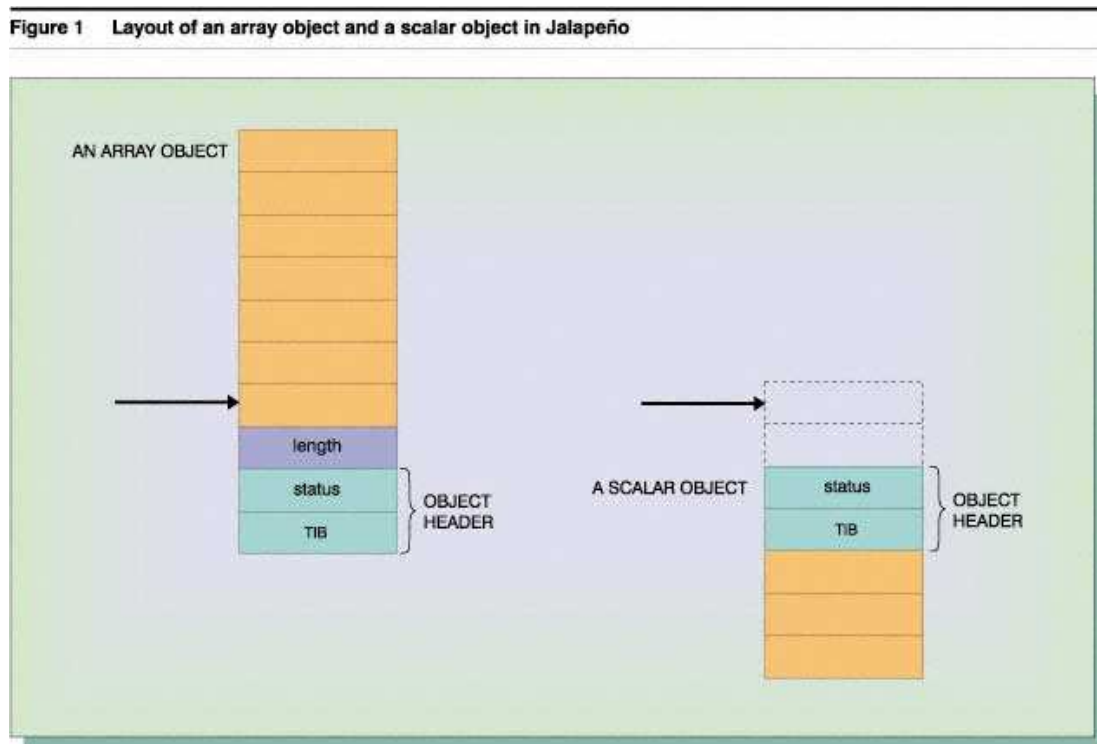 Figure 1 Layout of an array object and a scalar object in Jalapeño
AN ARRAY OBJECT
length
status
TIB
OBJECT
HEADER
A SCALAR OBJECT
status
TIB
OBJECT
HEADER